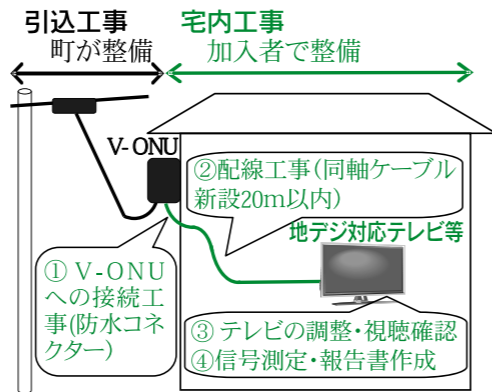 引込工事
町が整備
宅内工事
加入者で整備
V-ONU
②配線工事(同軸ケーブル
新設20m以内)
地デジ対応テレビ等
① V-ONU
への接続工
事(防水コネ
クター)
③ テレビの調整・視聴確認
④信号測定・報告書作成